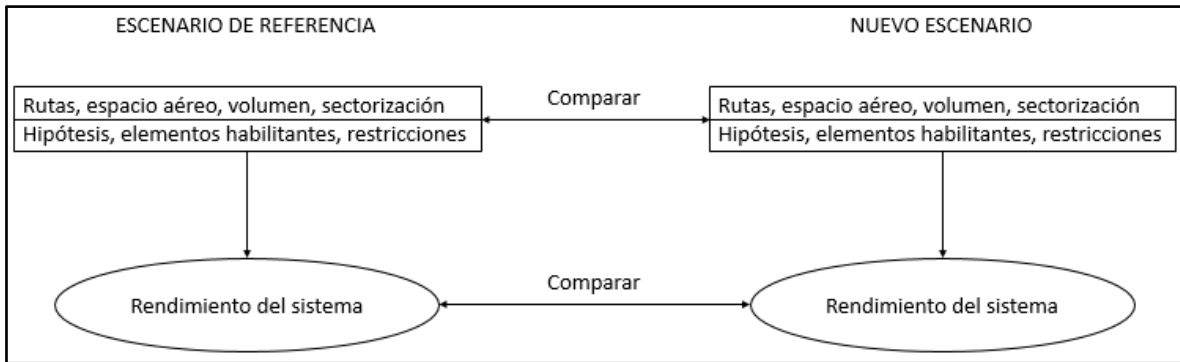 ESCENARIO DE REFERENCIA
NUEVO ESCENARIO
Rutas, espacio aéreo, volumen, sectorización
Hipótesis, elementos habilitantes, restricciones
Comparar
Rutas, espacio aéreo, volumen, sectorización
Hipótesis, elementos habilitantes, restricciones
Rendimiento del sistema
Comparar
Rendimiento del sistema